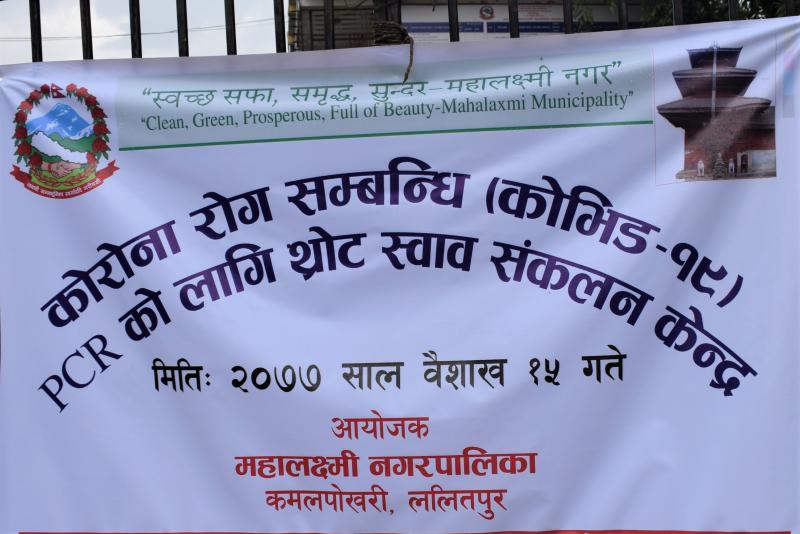 “स्वच्छ सफा, समृद्ध, सुन्दर-महालक्ष्मी नगर”
“Clean, Green, Prosperous, Full of Beauty-Mahalaxmi Municipality”
कोरोना रोग सम्बन्धि (कोभिड-१९)
PCR को लागि थ्रोट स्वाव संकलन केन्द्र
मितिः २०७७ साल वैशाख १५ गते
आयोजक
महालक्ष्मी नगरपालिका
कमलपोखरी, ललितपुर